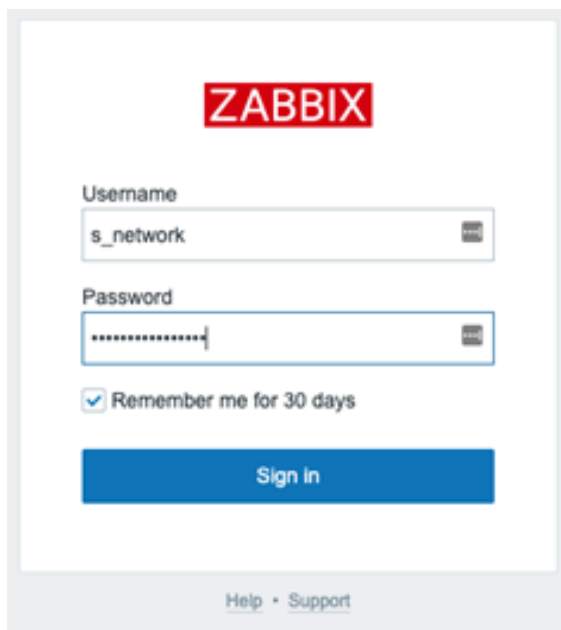 ZABBIX
Username
s_network
Password
••••••••••••••••
Remember me for 30 days
Sign in
Help • Support